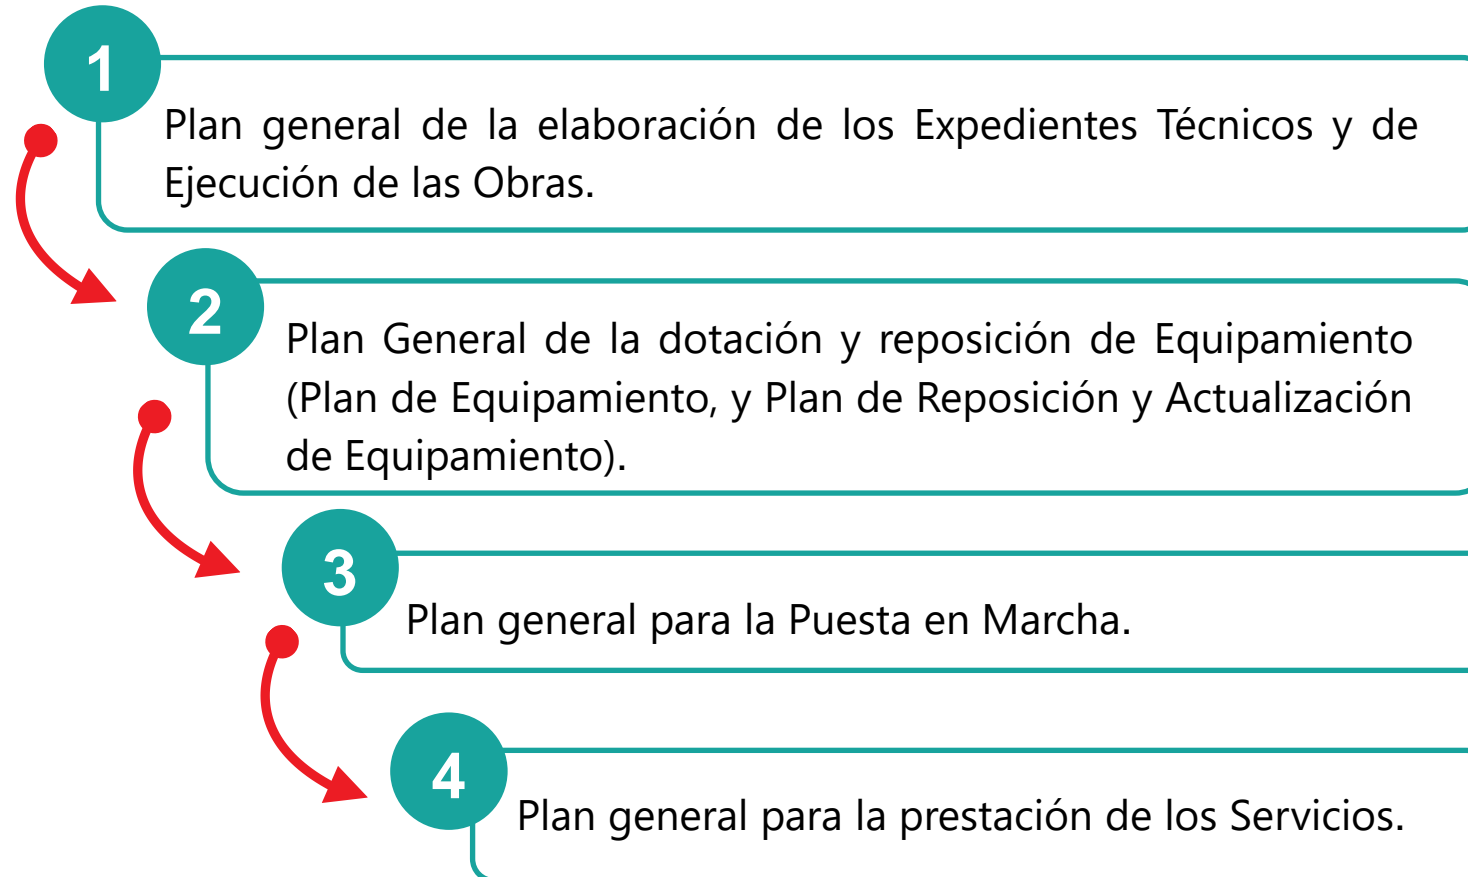 1
Plan general de la elaboración de los Expedientes Técnicos y de
Ejecución de las Obras.
2
Plan General de la dotación y reposición de Equipamiento
(Plan de Equipamiento, y Plan de Reposición y Actualización
de Equipamiento).
3
Plan general para la Puesta en Marcha.
4
Plan general para la prestación de los Servicios.